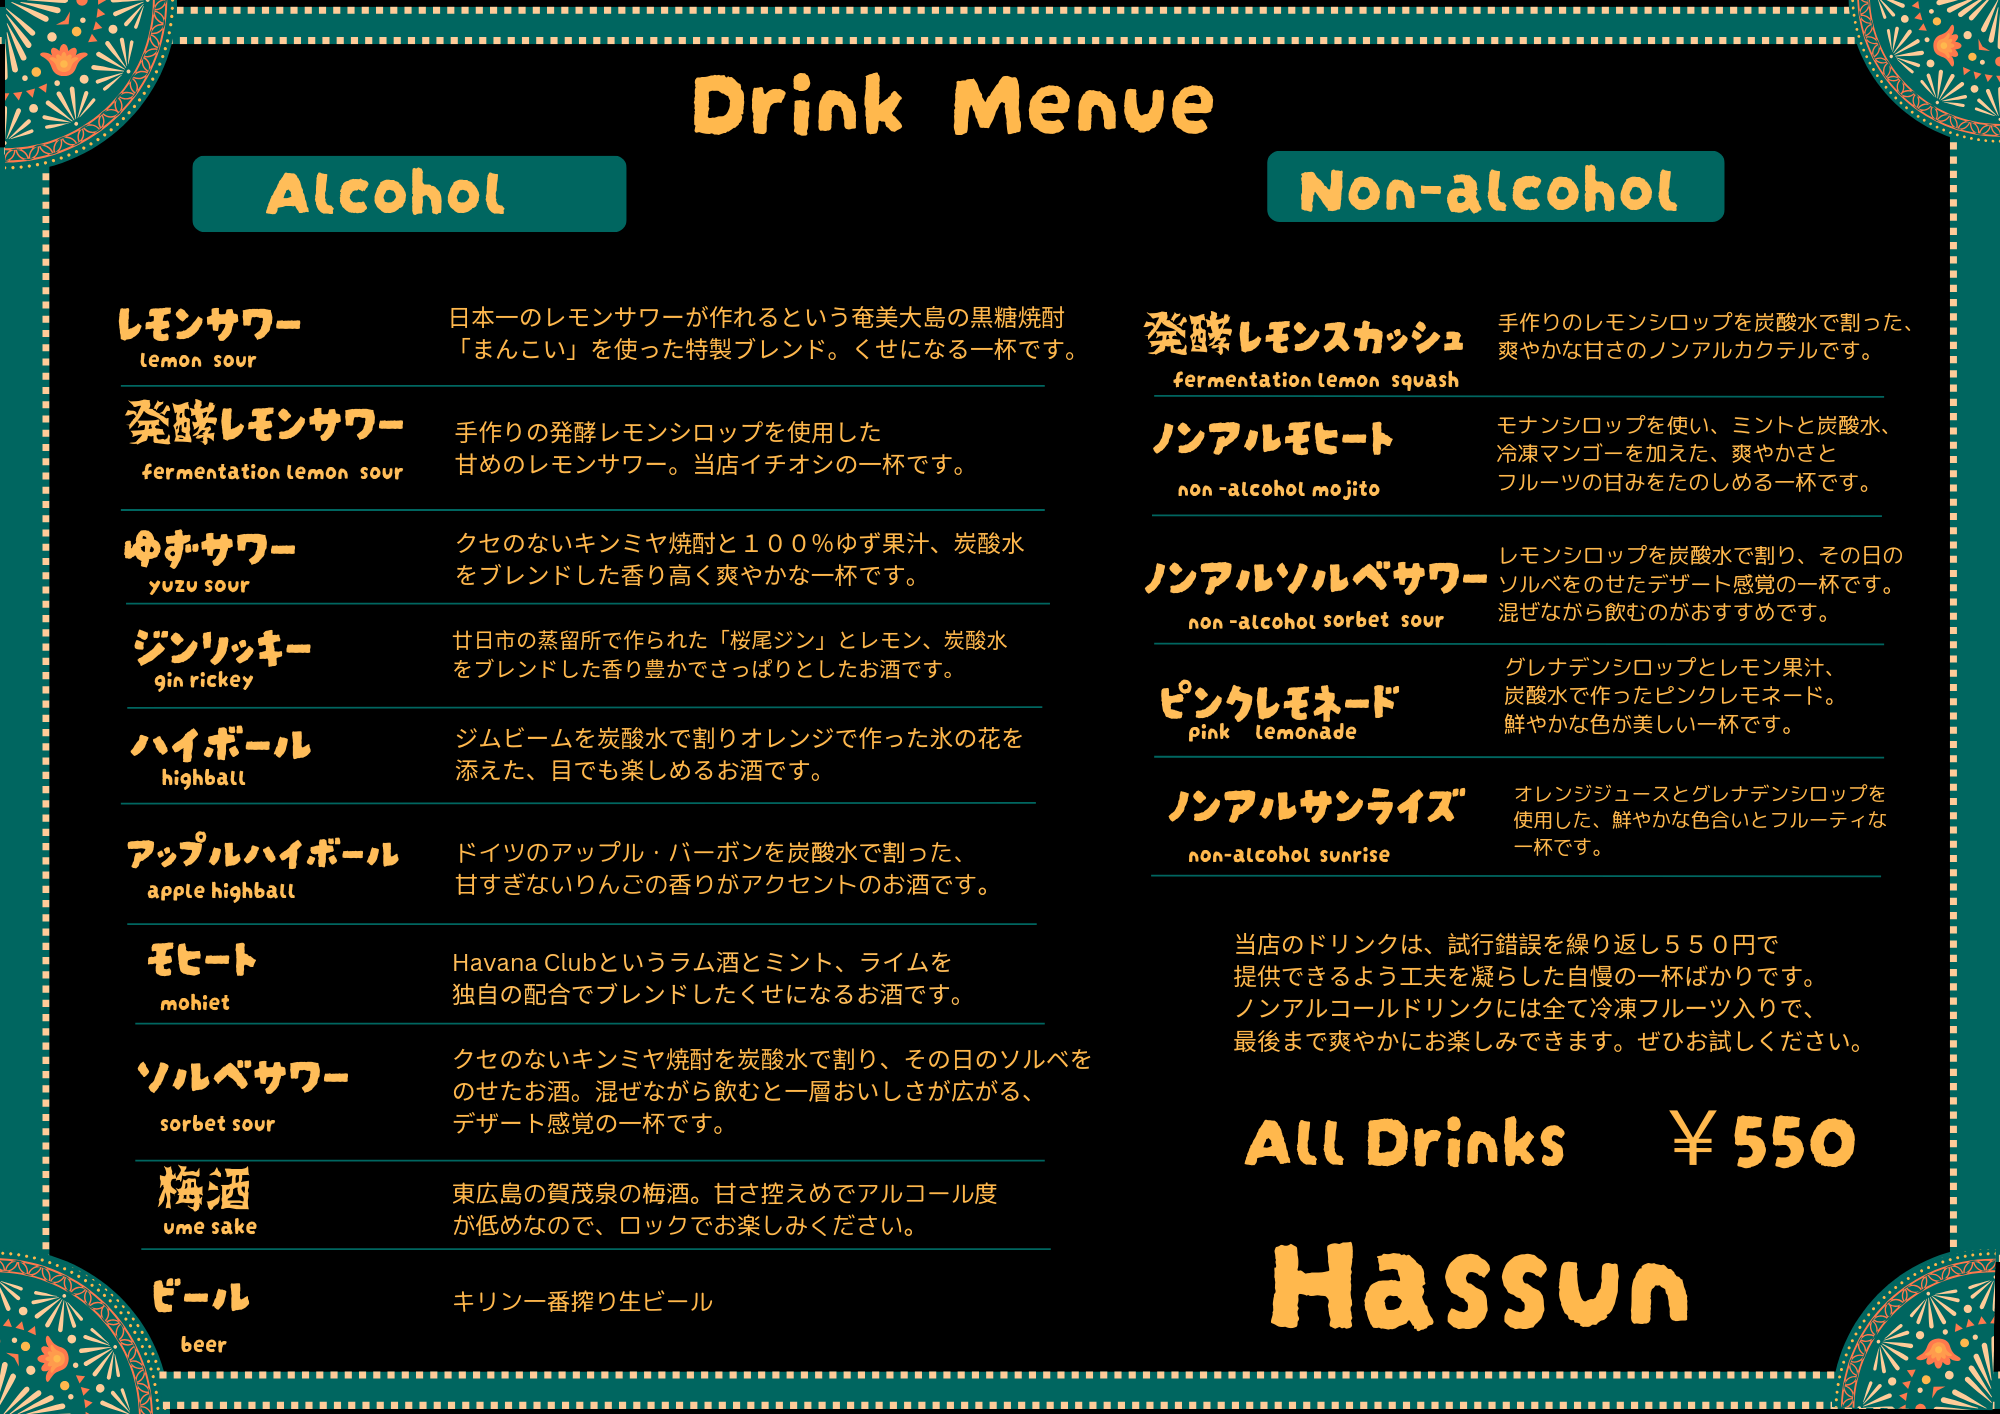 Drink Menue
Alcohol
レモンサワー
lemon sour
日本一のレモンサワーが作れるという奄美大島の黒糖焼酎
「まんこい」を使った特製ブレンド。くせになる一杯です。
発酵レモンサワー
fermentation lemon sour
手作りの発酵レモンシロップを使用した
甘めのレモンサワー。当店イチオシの一杯です。
ゆずサワー
yuzu sour
クセのないキンミヤ焼酎と１００％ゆず果汁、炭酸水
をブレンドした香り高く爽やかな一杯です。
ジンリッキー
gin rickey
廿日市の蒸留所で作られた「桜尾ジン」とレモン、炭酸水
をブレンドした香り豊かでさっぱりとしたお酒です。
ハイボール
highball
ジムビームを炭酸水で割りオレンジで作った氷の花を
添えた、目でも楽しめるお酒です。
アップルハイボール
apple highball
ドイツのアップル・バーボンを炭酸水で割った、
甘すぎないりんごの香りがアクセントのお酒です。
モヒート
mohiet
Havana Clubというラム酒とミント、ライムを
独自の配合でブレンドしたくせになるお酒です。
ソルベサワー
sorbet sour
クセのないキンミヤ焼酎を炭酸水で割り、その日のソルベを
のせたお酒。混ぜながら飲むと一層おいしさが広がる、
デザート感覚の一杯です。
梅酒
ume sake
東広島の賀茂泉の梅酒。甘さ控えめでアルコール度
が低めなので、ロックでお楽しみください。
ビール
beer
キリン一番搾り生ビール
Non-alcohol
発酵レモンスカッシュ
fermentation lemon squash
手作りのレモンシロップを炭酸水で割った、
爽やかな甘さのノンアルカクテルです。
ノンアルモヒート
non -alcohol mojito
モナンシロップを使い、ミントと炭酸水、
冷凍マンゴーを加えた、爽やかさと
フルーツの甘みをたのしめる一杯です。
ノンアルソルベサワー
non -alcohol sorbet sour
レモンシロップを炭酸水で割り、その日の
ソルベをのせたデザート感覚の一杯です。
混ぜながら飲むのがおすすめです。
ピンクレモネード
pink lemonade
グレナデンシロップとレモン果汁、
炭酸水で作ったピンクレモネード。
鮮やかな色が美しい一杯です。
ノンアルサンライズ
non-alcohol sunrise
オレンジジュースとグレナデンシロップを
使用した、鮮やかな色合いとフルーティな
一杯です。
当店のドリンクは、試行錯誤を繰り返し５５０円で
提供できるよう工夫を凝らした自慢の一杯ばかりです。
ノンアルコールドリンクには全て冷凍フルーツ入りで、
最後まで爽やかにお楽しみできます。ぜひお試しください。
All Drinks ￥550
Hassun